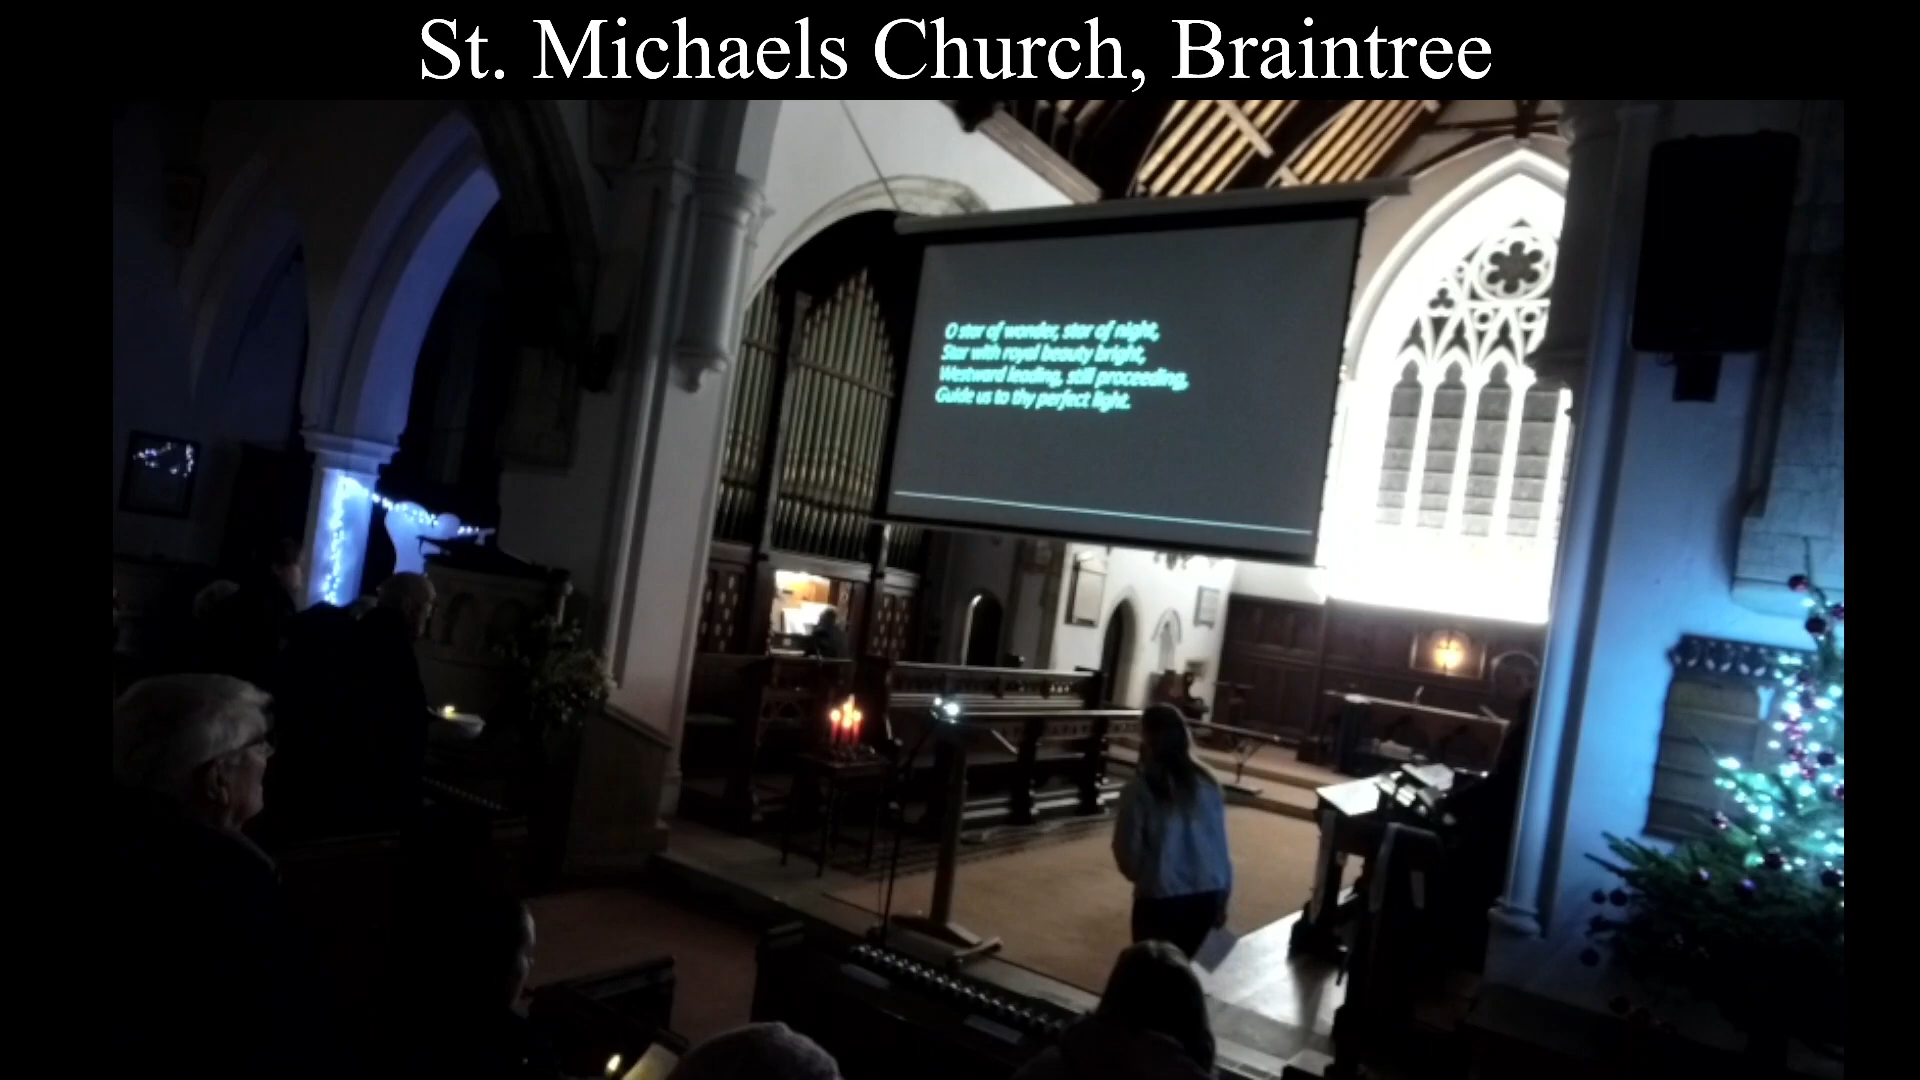 St. Michaels Church, Braintree
O star of wonder, star of night,
Star with royal beauty bright,
Westward leading, still proceeding,
Guide us to thy perfect light.